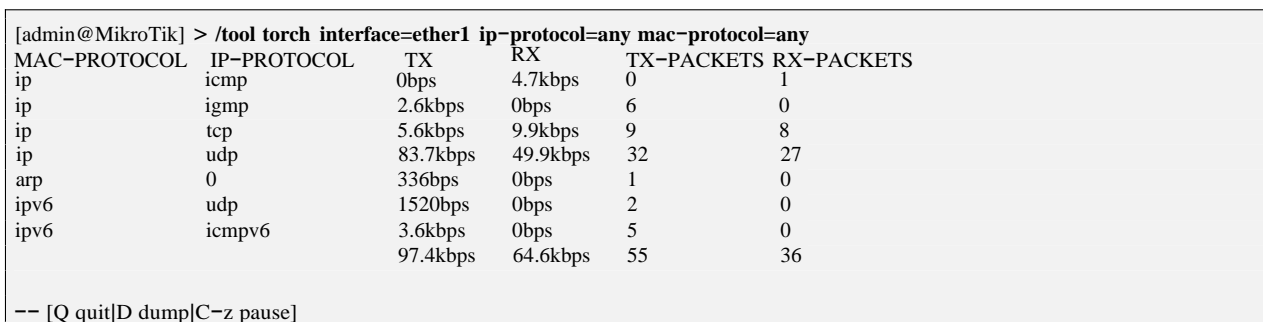 [admin@MikroTik] > /tool torch interface=ether1 ip−protocol=any mac−protocol=any
MAC−PROTOCOL IP−PROTOCOL TX RX TX−PACKETS RX−PACKETS
ip icmp 0bps 4.7kbps 0 1
ip igmp 2.6kbps 0bps 6 0
ip tcp 5.6kbps 9.9kbps 9 8
ip udp 83.7kbps 49.9kbps 32 27
arp 0 336bps 0bps 1 0
ipv6 udp 1520bps 0bps 2 0
ipv6 icmpv6 3.6kbps 0bps 5 0
97.4kbps 64.6kbps 55 36
−− [Q quit|D dump|C−z pause]